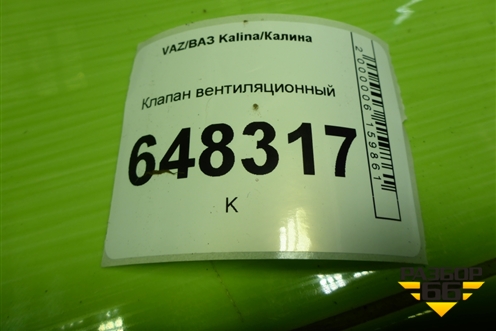 VAZ/ВАЗ Kalina/Калина
Клапан вентиляционный
648317
K
2000006159861
РАЗБОР
66